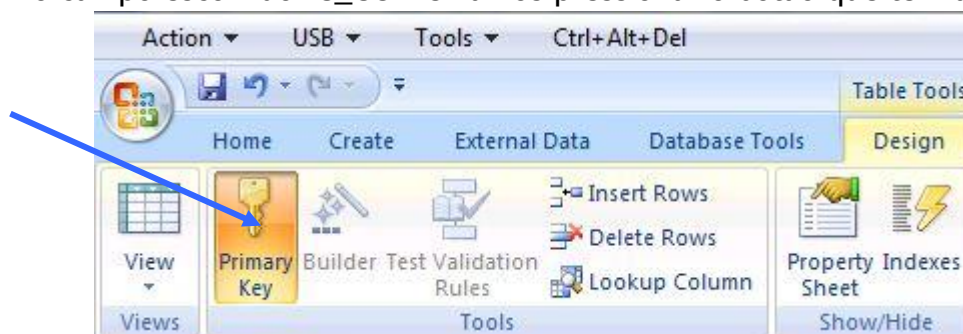 Action USB Tools Ctrl+Alt+Del
Table Tools
Home Create External Data Database Tools Design
Insert Rows
Delete Rows
Lookup Column
View
Primary Key
Builder
Test Validation Rules
Property Sheet
Indexes
Views Tools Show/Hide